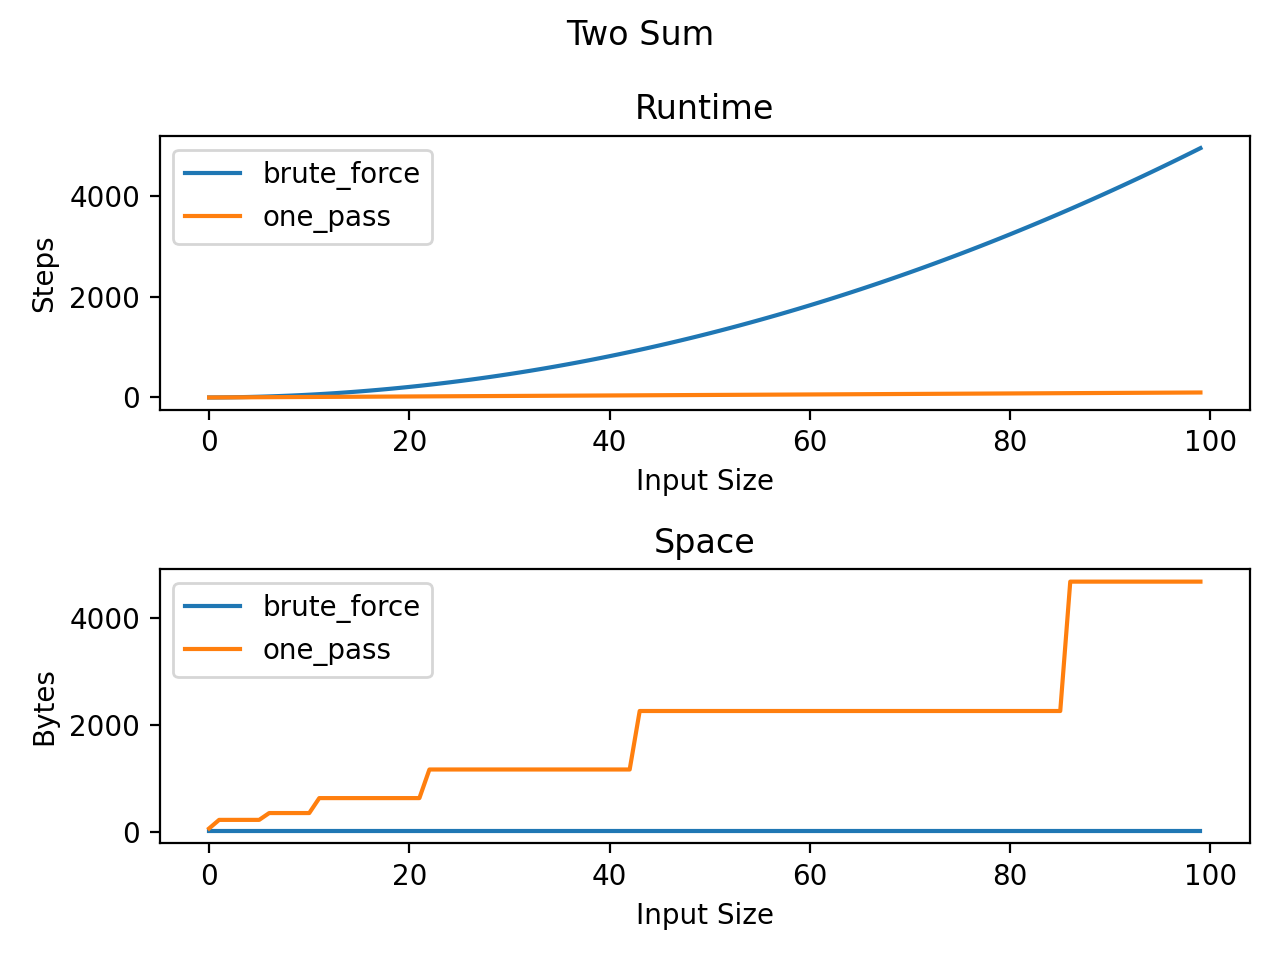 Two Sum
Runtime
brute_force
one_pass
4000
2000
0
Steps
0 20 40 60 80 100
Input Size
Space
brute_force
one_pass
4000
2000
0
Bytes
0 20 40 60 80 100
Input Size